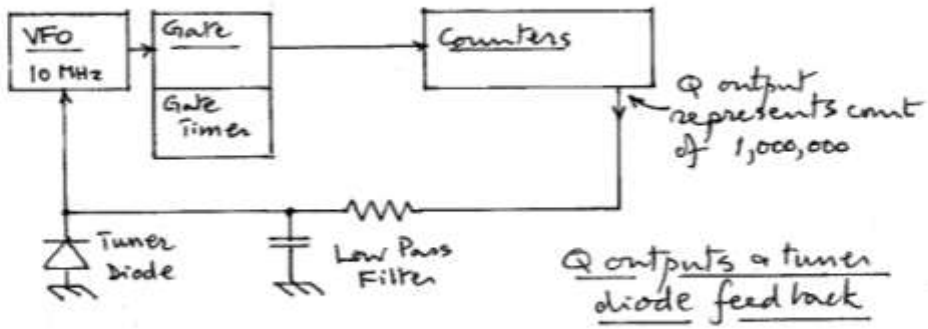 VFO
10 MHz
Gate
Gate
Timer
Counters
Q output
represents count
of 1,000,000
Tuner
Diode
Low Pass
Filter
Q outputs & tuner
diode feedback